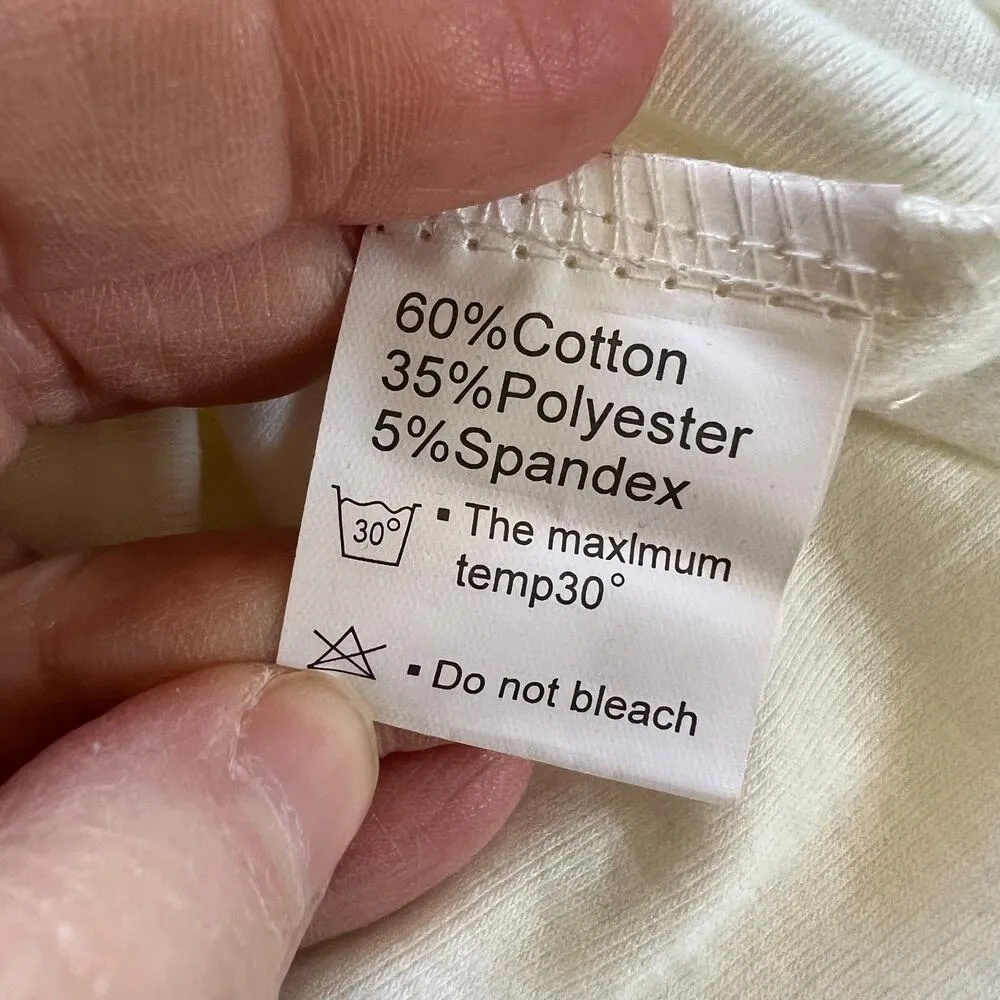 60%Cotton
35%Polyester
5%Spandex
30° ▪ The maxlmum
temp30°
▪ Do not bleach